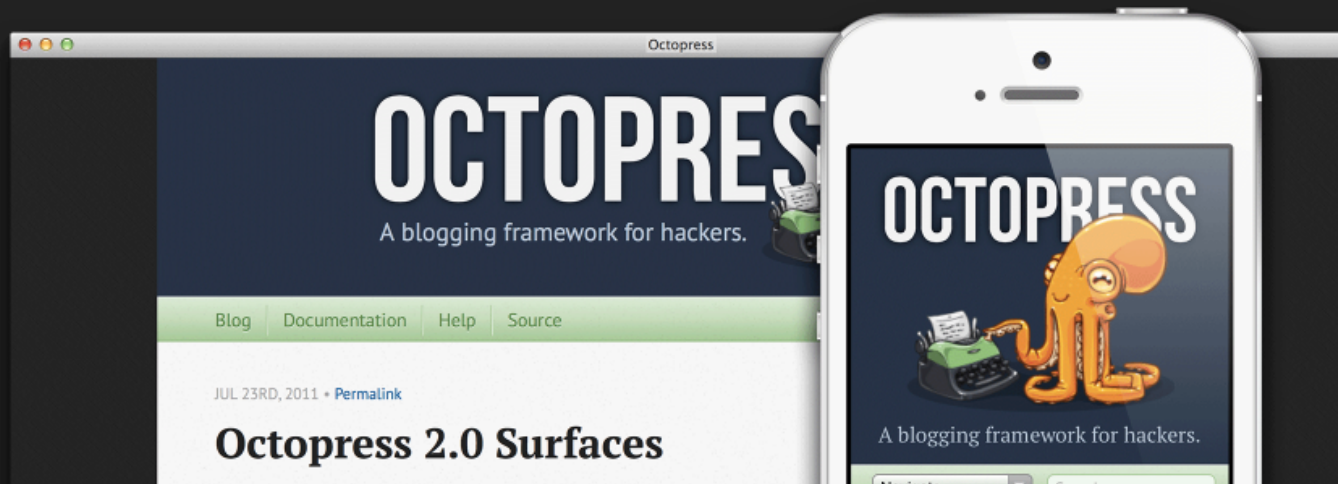 Octopress
OCTOPRES
A blogging framework for hackers.
Blog Documentation Help Source
JUL 23RD, 2011 • Permalink
Octopress 2.0 Surfaces
OCTOPRESS
A blogging framework for hackers.